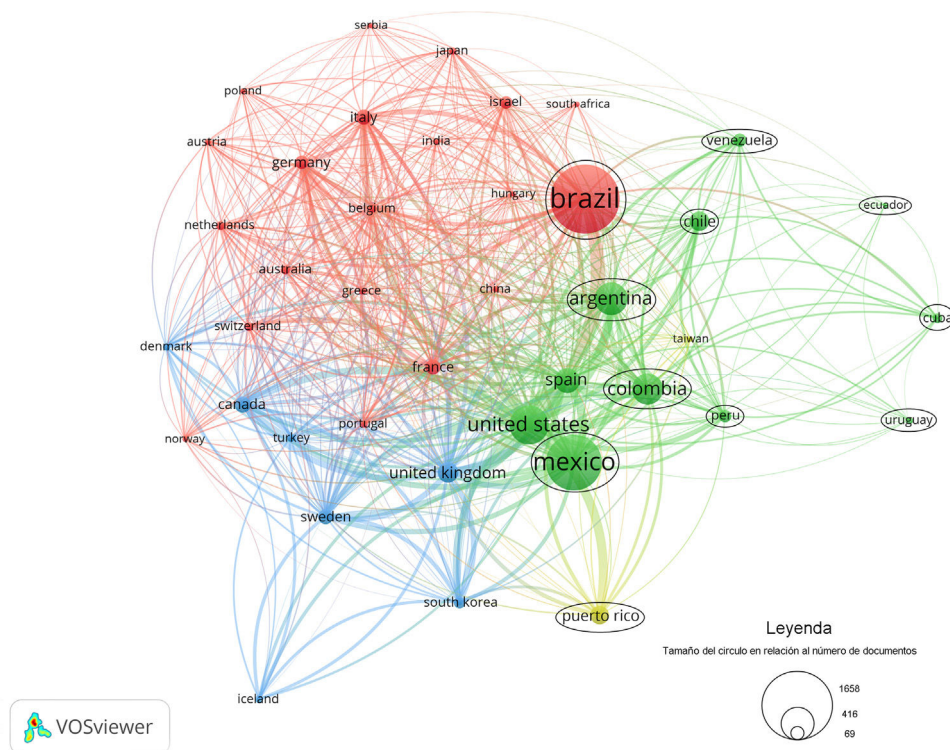 serbia
japan
poland
israel
south africa
italy
austria
india
venezuela
germany
hungary
brazil
belgium
ecuador
netherlands
chile
australia
greece
china
argentina
cuba
switzerland
denmark
taiwan
france
spain
colombia
canada
peru
uruguay
norway
turkey
portugal
united states
mexico
united kingdom
sweden
south korea
puerto rico
iceland
Leyenda
Tamaño del circulo en relación al número de documentos
1658
416
69
VOSviewer